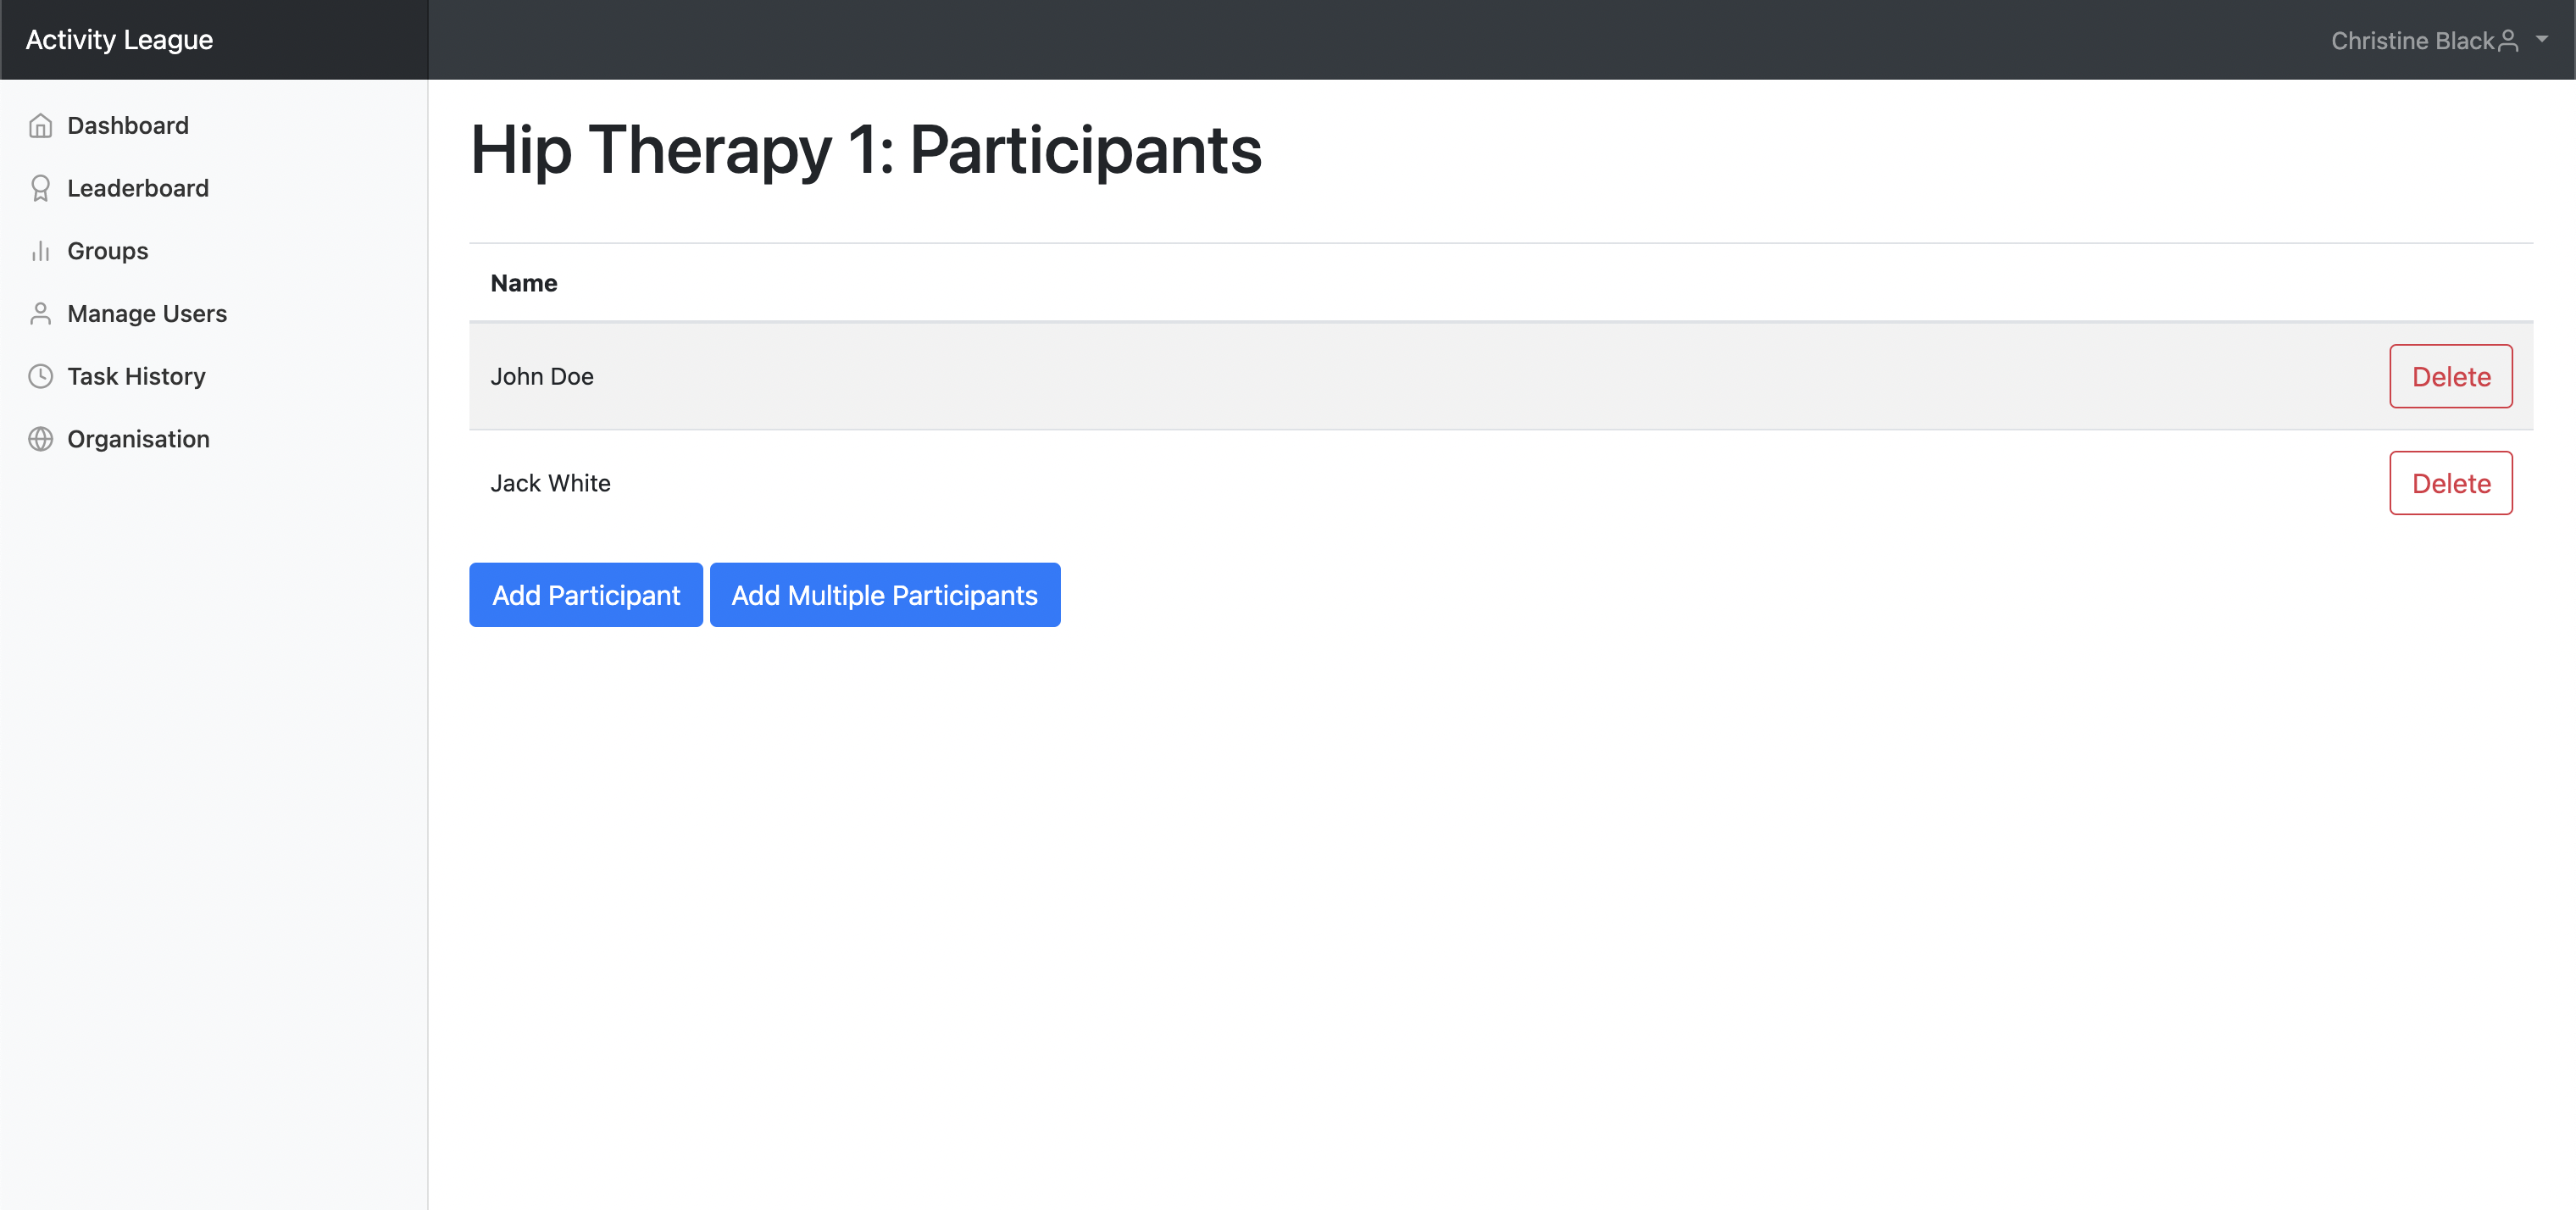 Activity League
Christine Black
Dashboard
Leaderboard
Groups
Manage Users
Task History
Organisation
Hip Therapy 1: Participants
Name
John Doe
Delete
Jack White
Delete
Add Participant
Add Multiple Participants